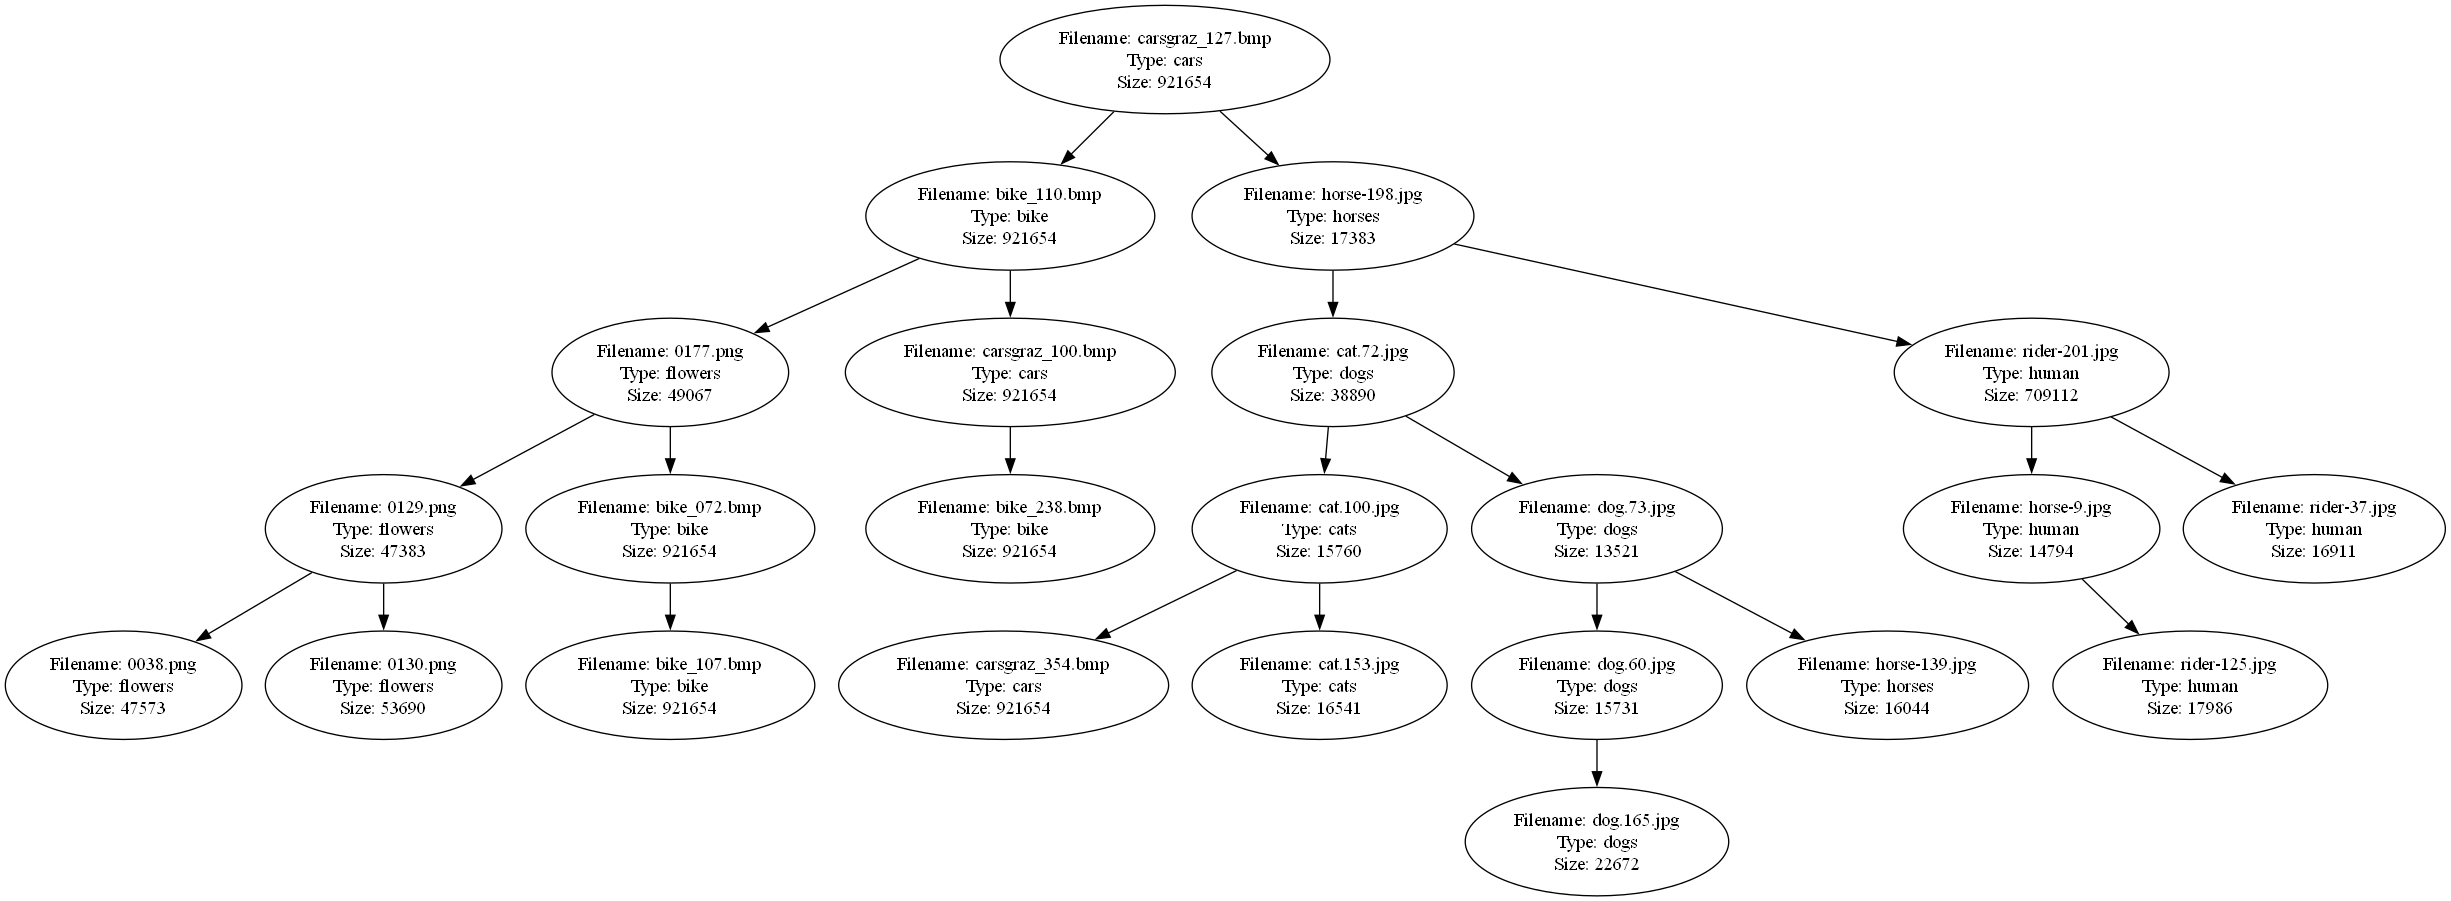 Filename: carsgraz_127.bmp
Type: cars
Size: 921654
Filename: bike_110.bmp
Type: bike
Size: 921654
Filename: horse-198.jpg
Type: horses
Size: 17383
Filename: 0177.png
Type: flowers
Size: 49067
Filename: carsgraz_100.bmp
Type: cars
Size: 921654
Filename: cat.72.jpg
Type: dogs
Size: 38890
Filename: rider-201.jpg
Type: human
Size: 709112
Filename: 0129.png
Type: flowers
Size: 47383
Filename: bike_072.bmp
Type: bike
Size: 921654
Filename: bike_238.bmp
Type: bike
Size: 921654
Filename: cat.100.jpg
Type: cats
Size: 15760
Filename: dog.73.jpg
Type: dogs
Size: 13521
Filename: horse-9.jpg
Type: human
Size: 14794
Filename: rider-37.jpg
Type: human
Size: 16911
Filename: 0038.png
Type: flowers
Size: 47573
Filename: 0130.png
Type: flowers
Size: 53690
Filename: bike_107.bmp
Type: bike
Size: 921654
Filename: carsgraz_354.bmp
Type: cars
Size: 921654
Filename: cat.153.jpg
Type: cats
Size: 16541
Filename: dog.60.jpg
Type: dogs
Size: 15731
Filename: horse-139.jpg
Type: horses
Size: 16044
Filename: rider-125.jpg
Type: human
Size: 17986
Filename: dog.165.jpg
Type: dogs
Size: 22672